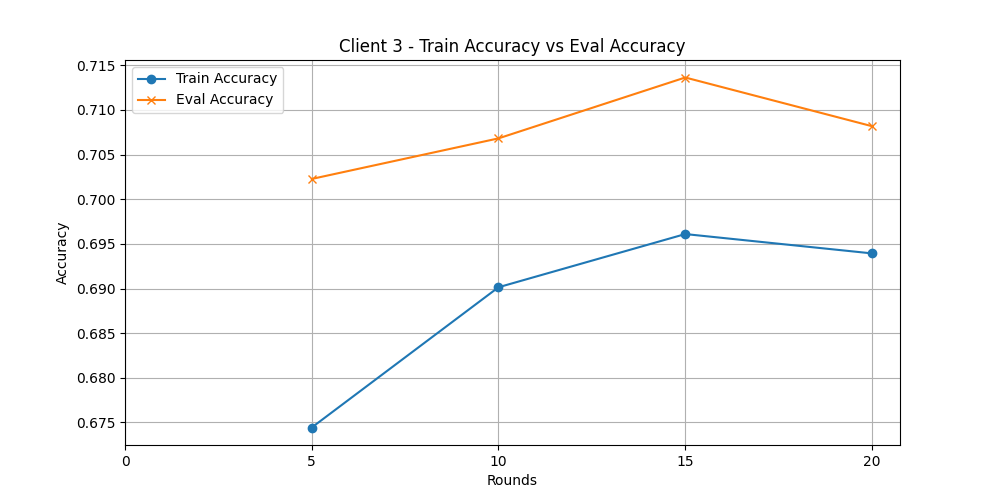 Client 3 - Train Accuracy vs Eval Accuracy
Train Accuracy
Eval Accuracy
0.715
0.710
0.705
0.700
0.695
0.690
0.685
0.680
0.675
Accuracy
0 5 10 15 20
Rounds